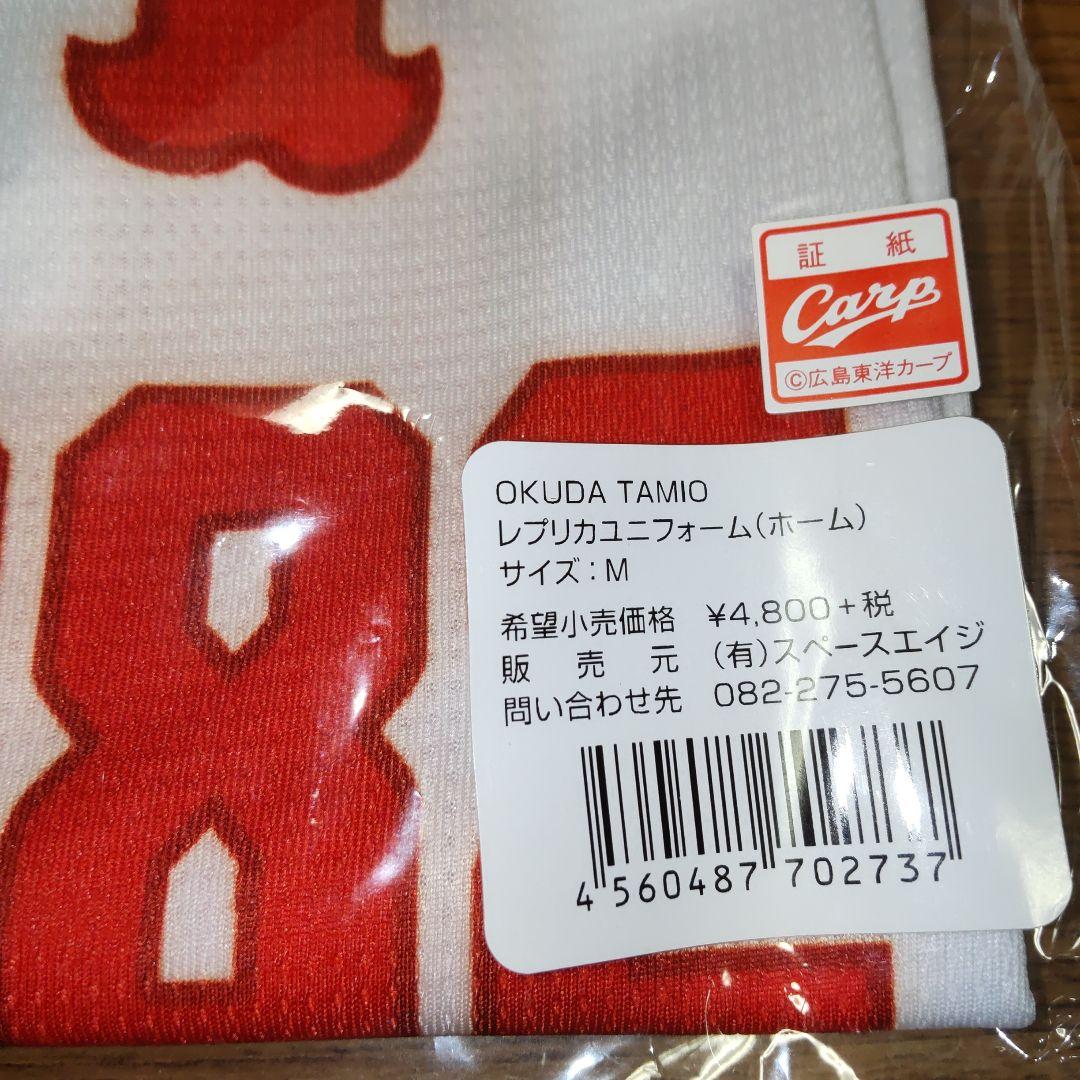 証 紙
Carp
©広島東洋カープ
OKUDA TAMIO
レプリカユニフォーム(ホーム)
サイズ:M
希望小売価格 ¥4,800+税
販売元 (有)スペースエイジ
問い合わせ先 082-275-5607
4 560487 702737